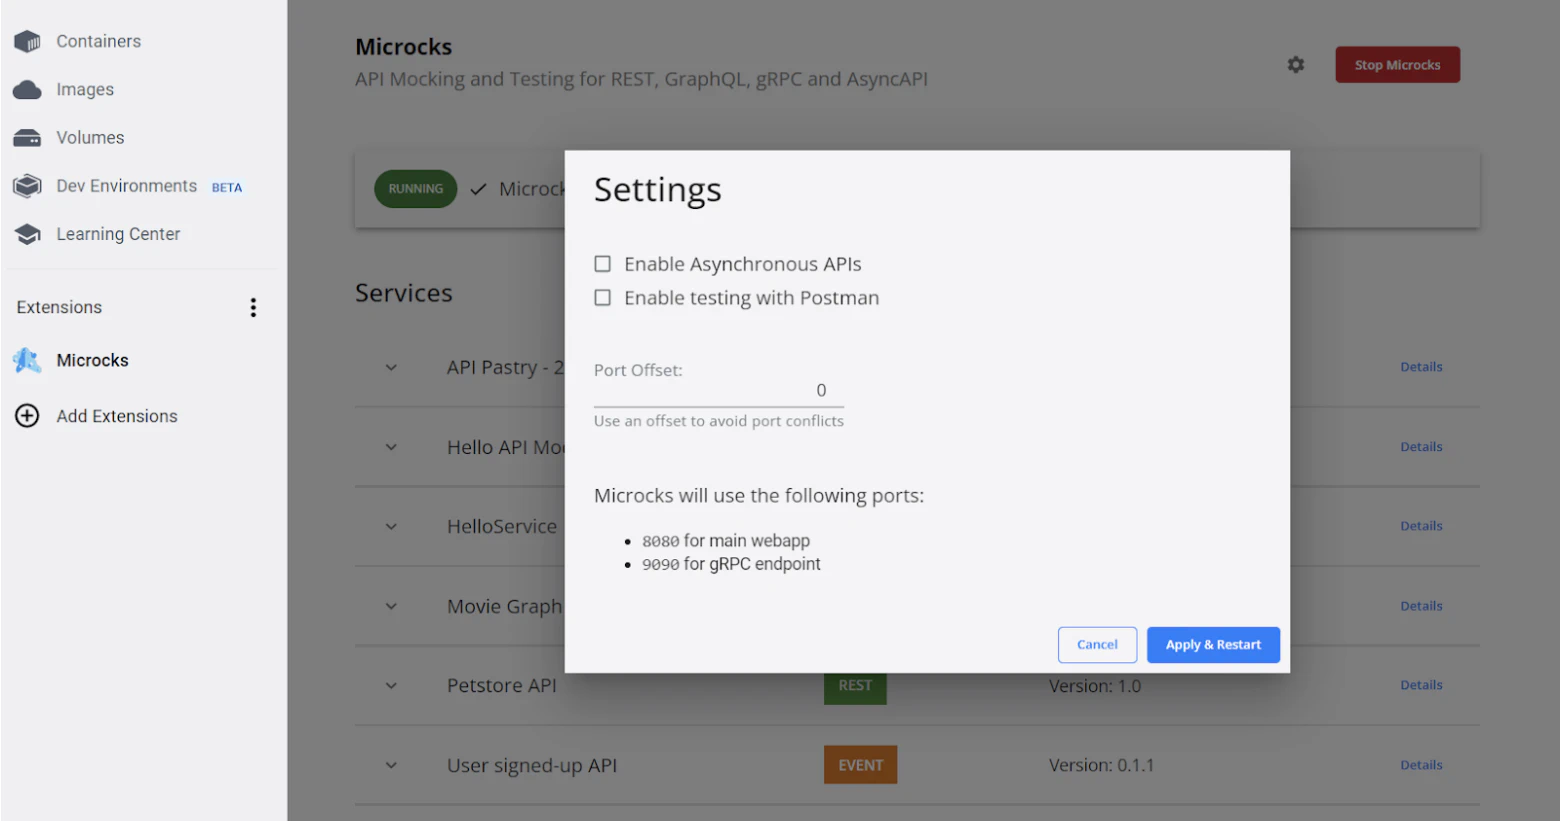 Containers
Images
Volumes
Dev Environments BETA
Learning Center
Extensions
Microcks
Add Extensions
Microcks
API Mocking and Testing for REST, GraphQL, gRPC and AsyncAPI
Stop Microcks
RUNNING
Services
API Pastry - 2
Details
Hello API
Details
HelloService
Details
Movie Graph
Details
Petstore API REST Version: 1.0 Details
User signed-up API EVENT Version: 0.1.1 Details
Settings
Enable Asynchronous APIs
Enable testing with Postman
Port Offset:
0
Use an offset to avoid port conflicts
Microcks will use the following ports:
• 8080 for main webapp
• 9090 for gRPC endpoint
Cancel Apply & Restart